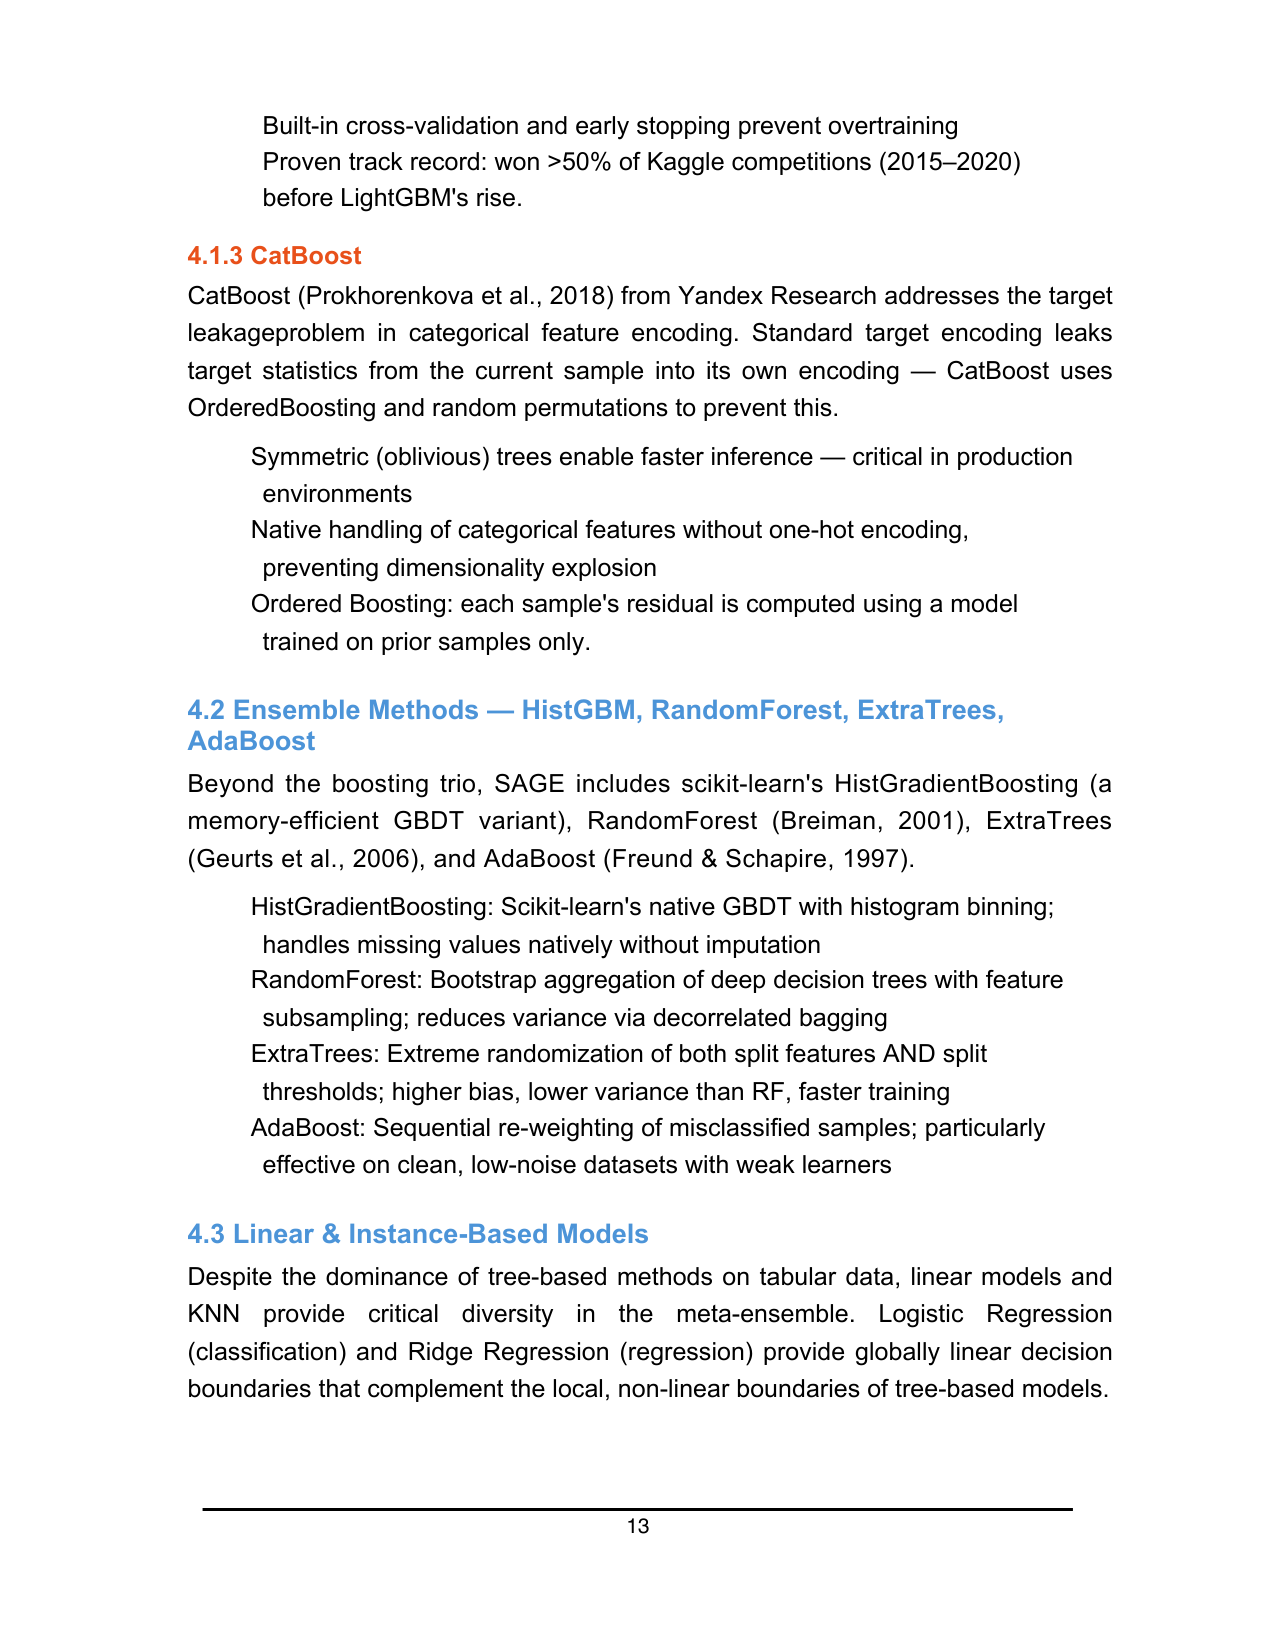 Built-in cross-validation and early stopping prevent overtraining
Proven track record: won >50% of Kaggle competitions (2015–2020)
before LightGBM's rise.
4.1.3 CatBoost
CatBoost (Prokhorenkova et al., 2018) from Yandex Research addresses the target
leakageproblem in categorical feature encoding. Standard target encoding leaks
target statistics from the current sample into its own encoding — CatBoost uses
OrderedBoosting and random permutations to prevent this.
Symmetric (oblivious) trees enable faster inference — critical in production
environments
Native handling of categorical features without one-hot encoding,
preventing dimensionality explosion
Ordered Boosting: each sample's residual is computed using a model
trained on prior samples only.
4.2 Ensemble Methods — HistGBM, RandomForest, ExtraTrees,
AdaBoost
Beyond the boosting trio, SAGE includes scikit-learn's HistGradientBoosting (a
memory-efficient GBDT variant), RandomForest (Breiman, 2001), ExtraTrees
(Geurts et al., 2006), and AdaBoost (Freund & Schapire, 1997).
HistGradientBoosting: Scikit-learn's native GBDT with histogram binning;
handles missing values natively without imputation
RandomForest: Bootstrap aggregation of deep decision trees with feature
subsampling; reduces variance via decorrelated bagging
ExtraTrees: Extreme randomization of both split features AND split
thresholds; higher bias, lower variance than RF, faster training
AdaBoost: Sequential re-weighting of misclassified samples; particularly
effective on clean, low-noise datasets with weak learners
4.3 Linear & Instance-Based Models
Despite the dominance of tree-based methods on tabular data, linear models and
KNN provide critical diversity in the meta-ensemble. Logistic Regression
(classification) and Ridge Regression (regression) provide globally linear decision
boundaries that complement the local, non-linear boundaries of tree-based models.
13